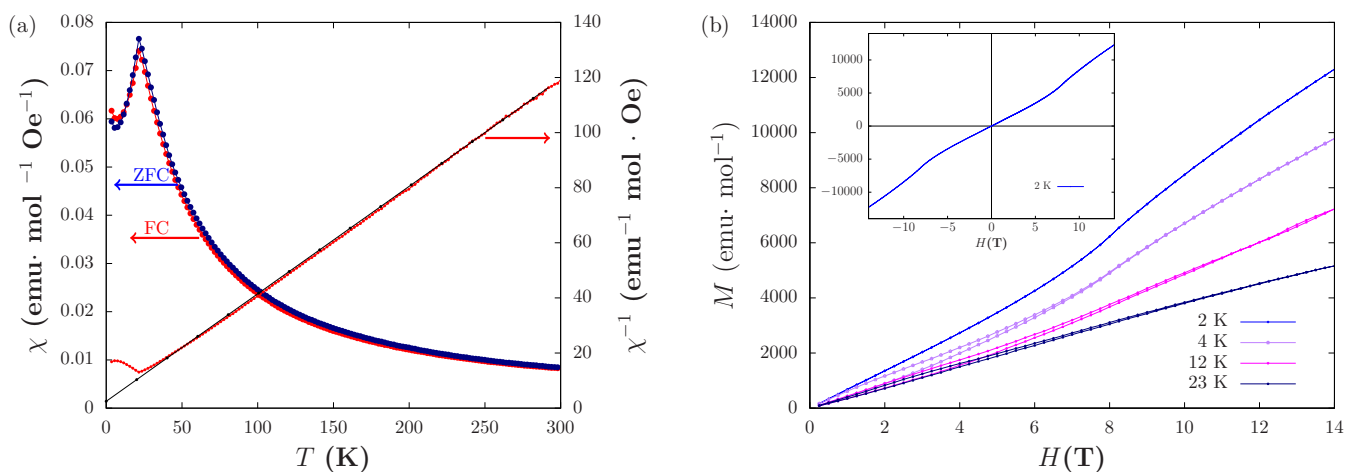 (a)
χ (emu· mol ⁻¹ Oe⁻¹)
0.08
0.07
0.06
0.05
0.04
0.03
0.02
0.01
0
ZFC
FC
140
120
100
80
60
40
20
0
χ⁻¹ (emu⁻¹ mol · Oe)
0 50 100 150 200 250 300
T (K)
(b)
M (emu· mol⁻¹)
14000
12000
10000
8000
6000
4000
2000
0
10000
5000
0
−5000
−10000
2 K
−10 −5 0 5 10
H(T)
2 K
4 K
12 K
23 K
0 2 4 6 8 10 12 14
H(T)